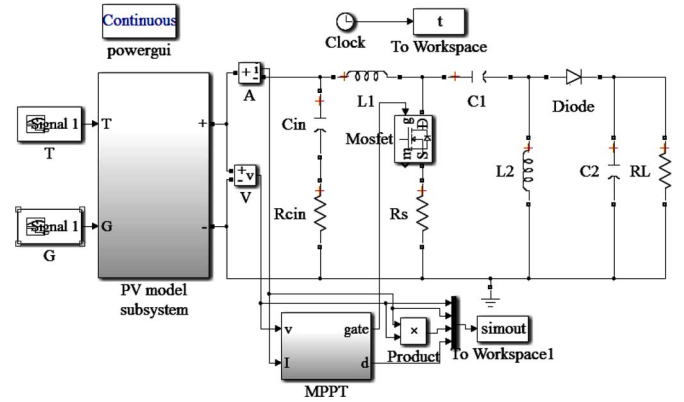 Continuous
powergui
Clock
t
To Workspace
+ 1
-
A
L1
C1
Diode
Signal 1
T
T
+
Cin
Mosfet
g
D
m
S
+
v
-
V
L2
C2
RL
Rcin
Rs
Signal 1
G
G
-
PV model
subsystem
v
gate
I
d
MPPT
×
Product
simout
To Workspace1